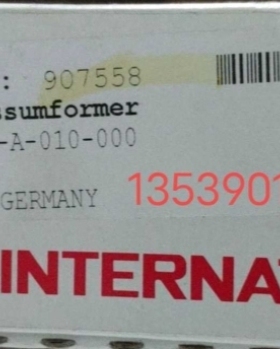 : 907558
ssumformer
-A-010-000
GERMANY
1353901
INTERNA